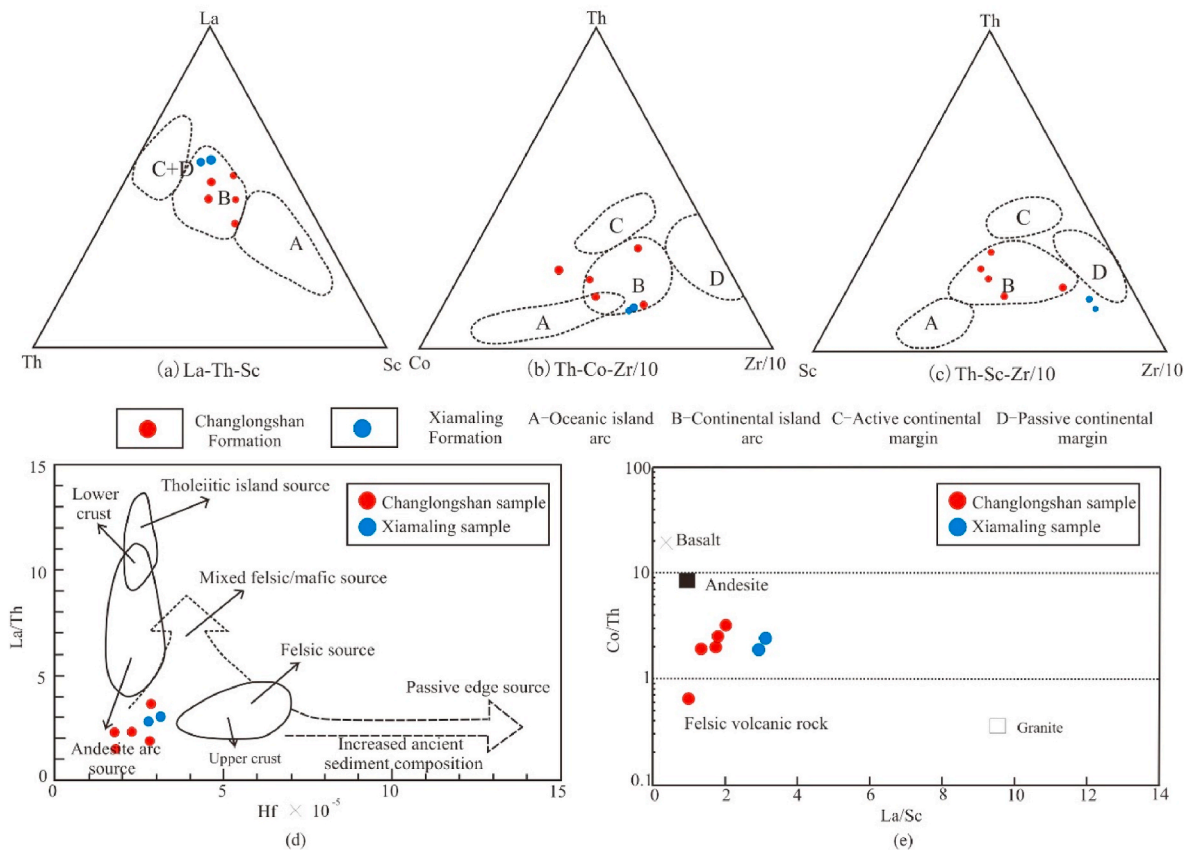 La
C+D
B
A
Th
Sc
(a) La-Th-Sc
Th
C
B
D
A
Co
Zr/10
(b) Th-Co-Zr/10
Th
C
B
D
A
Sc
Zr/10
(c) Th-Sc-Zr/10
Changlongshan
Formation
Xiamaling
Formation
A-Oceanic island
arc
B-Continental island
arc
C-Active continental
margin
D-Passive continental
margin
15
10
5
0
La/Th
Lower
crust
Tholeiitic island source
Changlongshan sample
Xiamaling sample
Mixed felsic/mafic source
Felsic source
Passive edge source
Andesite arc
source
Upper crust
Increased ancient
sediment composition
0
5
10
15
Hf × 10⁻⁵
(d)
100
10
1
0.1
Co/Th
Changlongshan sample
Xiamaling sample
Basalt
Andesite
Felsic volcanic rock
Granite
0
2
4
6
8
10
12
14
La/Sc
(e)